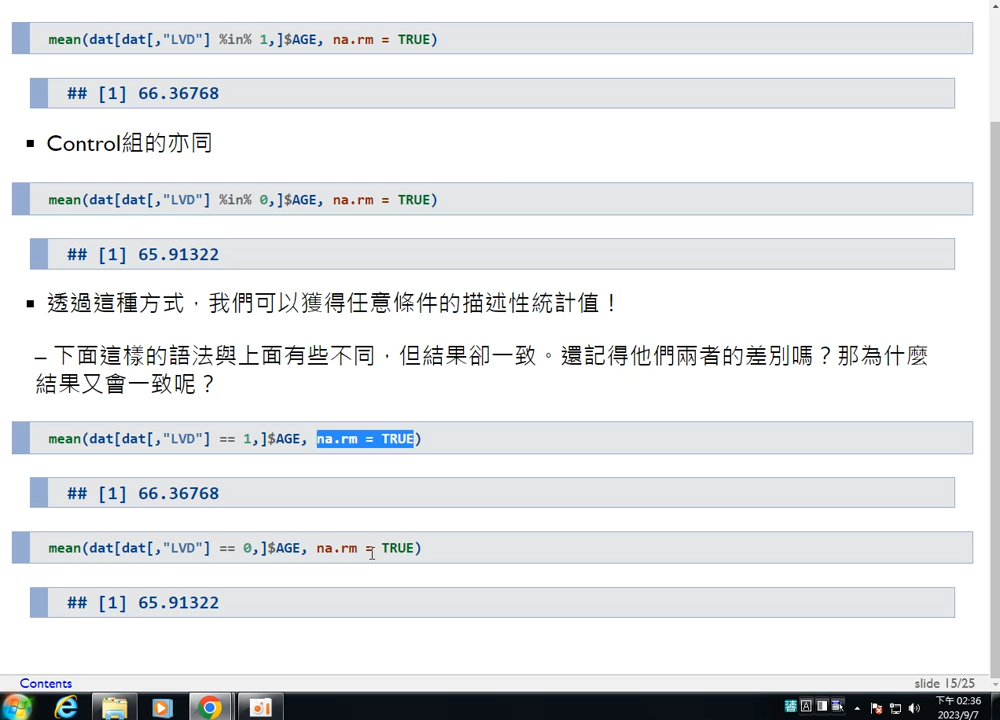 mean(dat[dat[,"LVD"] %in% 1,]$AGE, na.rm = TRUE)
## [1] 66.36768
▪ Control組的亦同
mean(dat[dat[,"LVD"] %in% 0,]$AGE, na.rm = TRUE)
## [1] 65.91322
▪ 透過這種方式，我們可以獲得任意條件的描述性統計值！
– 下面這樣的語法與上面有些不同，但結果卻一致。還記得他們兩者的差別嗎？那為什麼
結果又會一致呢？
mean(dat[dat[,"LVD"] == 1,]$AGE, na.rm = TRUE)
## [1] 66.36768
mean(dat[dat[,"LVD"] == 0,]$AGE, na.rm = TRUE)
## [1] 65.91322
Contents
slide 15/25
下午 02:36
2023/9/7